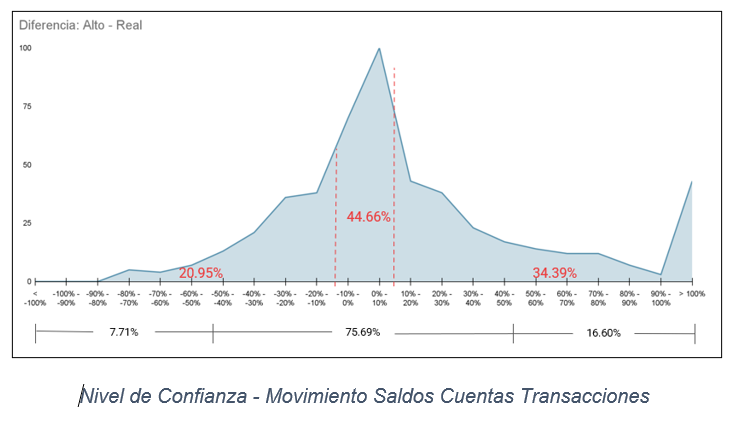 Diferencia: Alto - Real
100
75
50
25
0
44.66%
20.95%
34.39%
< -100% -90% -80% -70% -60% -50% -40% -30% -20% -10% 0% 10% 20% 30% 40% 50% 60% 70% 80% 90% > 100%
-100% - -90% - -80% - -70% - -60% - -50% - -40% - -30% - -20% - -10% - 0 - 10% 20% - 20% - 30% - 40% - 50% - 60% - 70% - 80% - 90% - 100%
7.71%
75.69%
16.60%
Nivel de Confianza - Movimiento Saldos Cuentas Transacciones